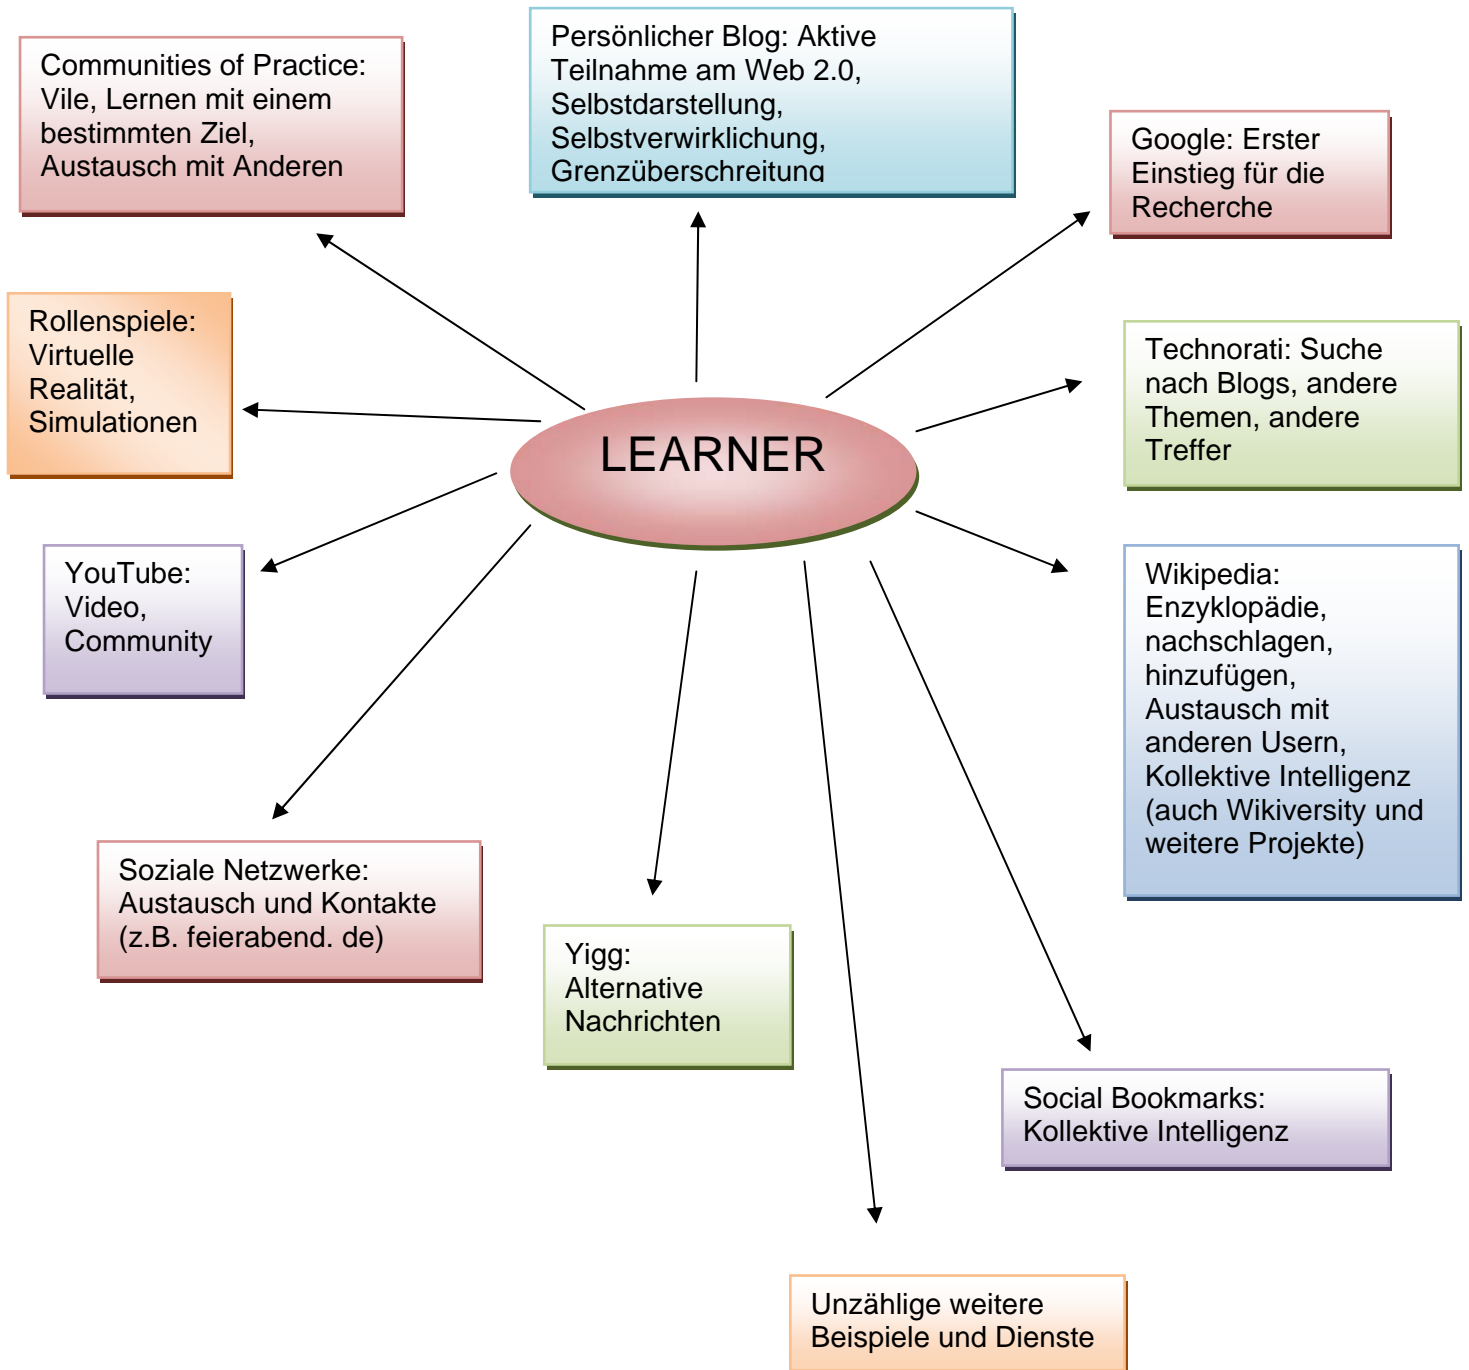 Communities of Practice:
Vile, Lernen mit einem
bestimmten Ziel,
Austausch mit Anderen
Persönlicher Blog: Aktive
Teilnahme am Web 2.0,
Selbstdarstellung,
Selbstverwirklichung,
Grenzüberschreitung
Google: Erster
Einstieg für die
Recherche
Rollenspiele:
Virtuelle
Realität,
Simulationen
Technorati: Suche
nach Blogs, andere
Themen, andere
Treffer
LEARNER
YouTube:
Video,
Community
Wikipedia:
Enzyklopädie,
nachschlagen,
hinzufügen,
Austausch mit
anderen Usern,
Kollektive Intelligenz
(auch Wikiversity und
weitere Projekte)
Soziale Netzwerke:
Austausch und Kontakte
(z.B. feierabend. de)
Yigg:
Alternative
Nachrichten
Social Bookmarks:
Kollektive Intelligenz
Unzählige weitere
Beispiele und Dienste